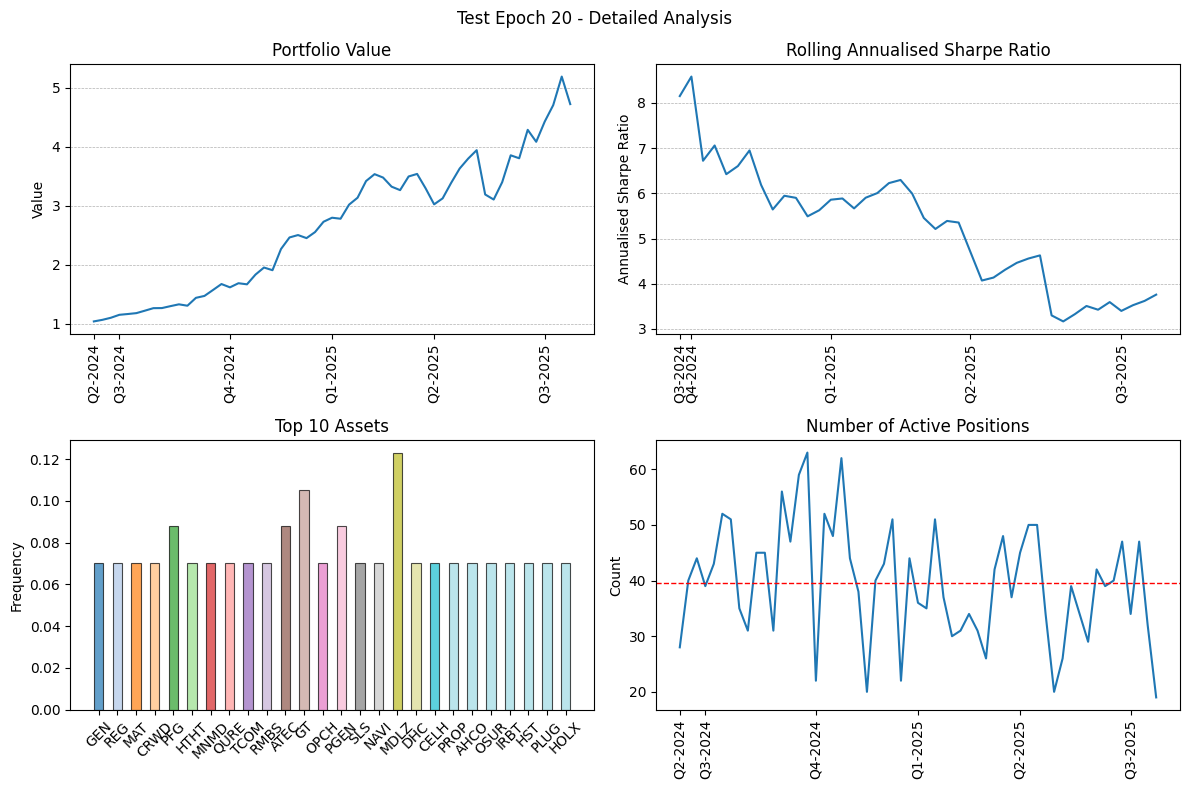 Test Epoch 20 - Detailed Analysis
Portfolio Value
Value
5
4
3
2
1
Q2-2024
Q3-2024
Q4-2024
Q1-2025
Q2-2025
Q3-2025
Rolling Annualised Sharpe Ratio
Annualised Sharpe Ratio
8
7
6
5
4
3
Q3-2024
Q4-2024
Q1-2025
Q2-2025
Q3-2025
Top 10 Assets
Frequency
0.12
0.10
0.08
0.06
0.04
0.02
0.00
GEN
REG
MAT
CRWD
PFG
HTHT
MNMD
QURE
TCOM
RMBS
ATEC
GT
OPCH
PGEN
SLS
NAVI
MDLZ
DHC
CELH
PROP
AHCO
OSUR
IRBT
HST
PLUG
HOLX
Number of Active Positions
Count
60
50
40
30
20
Q2-2024
Q3-2024
Q4-2024
Q1-2025
Q2-2025
Q3-2025